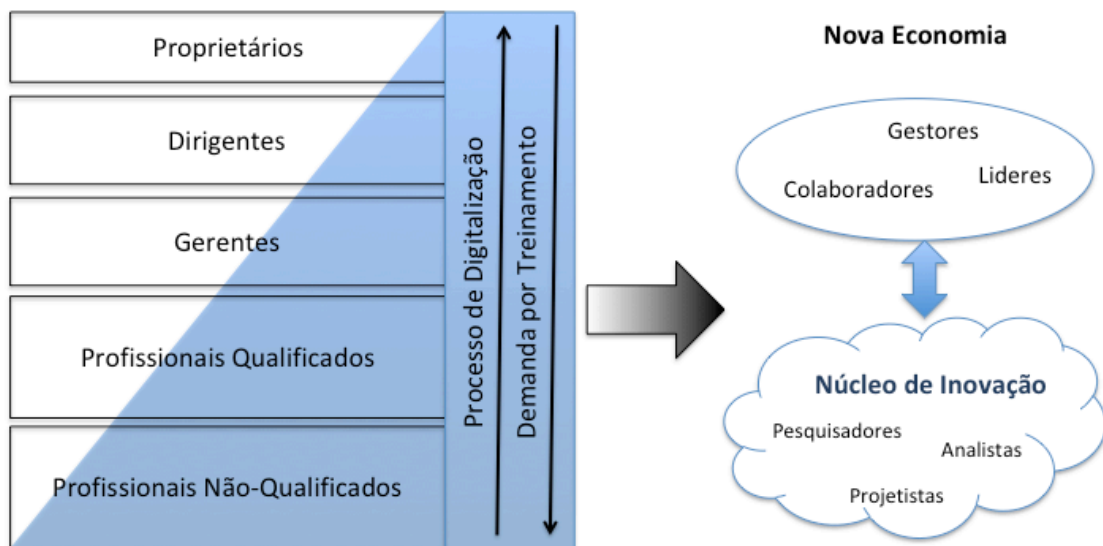 Proprietários
Dirigentes
Gerentes
Profissionais Qualificados
Profissionais Não-Qualificados
Processo de Digitalização
Demanda por Treinamento
Nova Economia
Gestores
Colaboradores
Lideres
Núcleo de Inovação
Pesquisadores
Analistas
Projetistas